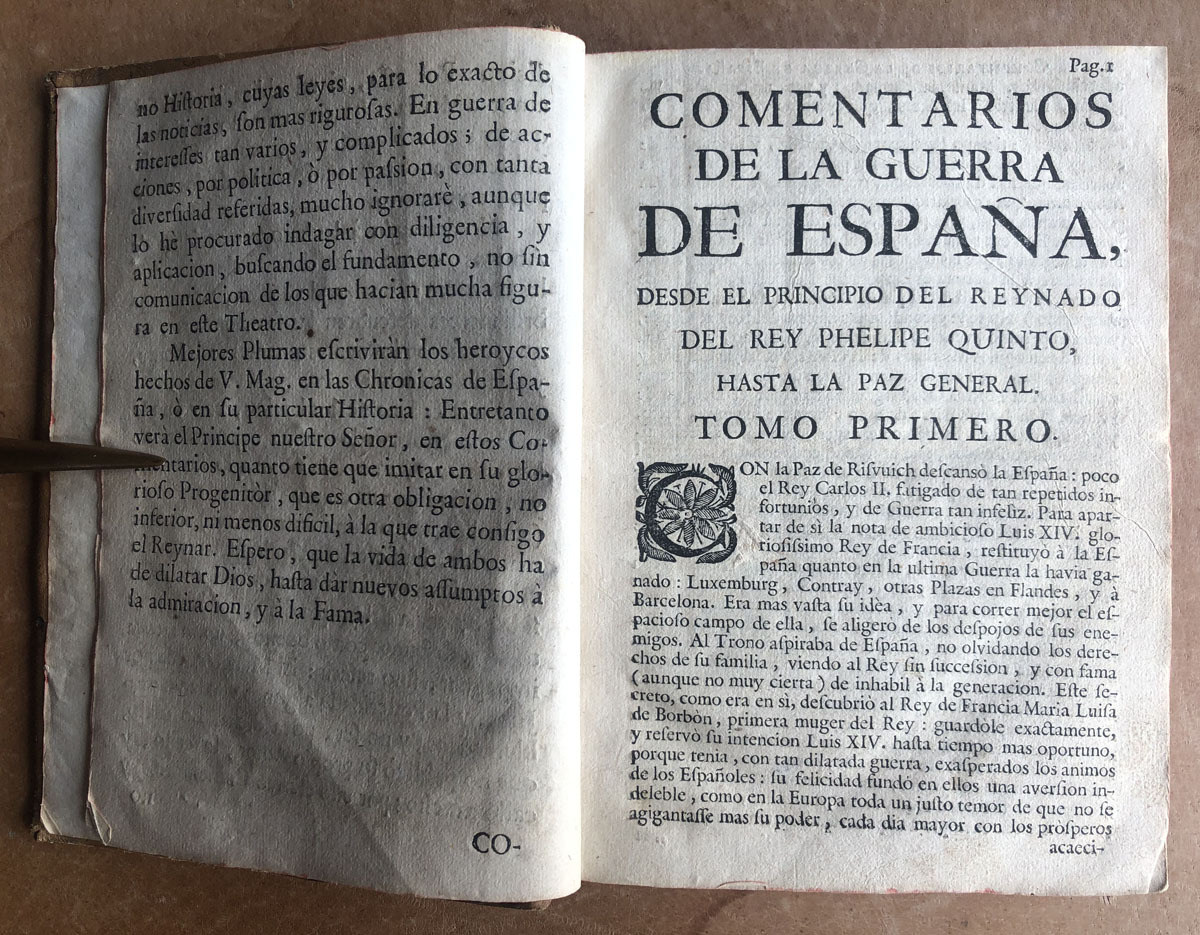 no Hiſtoria, cuyas leyes, para lo exacto de
las noticias, ſon mas riguroſas. En guerra de
intereſſes tan varios, y complicados; de ac-
ciones, por politica, ò por paſsion, con tanta
diverſidad referidas, mucho ignorarè, aunque
lo hè procurado indagar con diligencia, y
aplicacion, buſcando el fundamento, no ſin
comunicacion de los que hacian mucha figu-
ra en eſte Theatro.
Mejores Plumas eſcriviràn los heroycos
hechos de V. Mag. en las Chronicas de Eſpa-
ña, ò en ſu particular Hiſtoria: Entretanto
verà el Principe nueſtro Señor, en eſtos Co-
mentarios, quanto tiene que imitar en ſu glo-
rioſo Progenitòr, que es otra obligacion, no
inferior, ni menos dificil, à la que trae conſigo
el Reynar. Eſpero, que la vida de ambos ha
de dilatar Dios, haſta dàr nuevos aſſumptos à
la admiracion, y à la Fama.
CO-
Pag.1
COMENTARIOS
DE LA GUERRA
DE ESPAÑA,
DESDE EL PRINCIPIO DEL REYNADO
DEL REY PHELIPE QUINTO,
HASTA LA PAZ GENERAL.
TOMO PRIMERO.
CON la Paz de Riſvuich deſcansò la Eſpaña: poco
el Rey Carlos II. fatigado de tan repetidos in-
fortunios, y de Guerra tan infeliz. Para apar-
tar de sì la nota de ambicioſo Luis XIV. glo-
rioſiſsimo Rey de Francia, reſtituyò à la Eſ-
paña quanto en la ultima Guerra la havia ga-
nado: Luxemburg, Contray, otras Plazas en Flandes, y à
Barcelona. Era mas vaſta ſu idèa, y para correr mejor el eſ-
pacioſo campo de ella, ſe aligerò de los deſpojos de ſus ene-
migos. Al Trono aſpiraba de Eſpaña, no olvidando los dere-
chos de ſu familia, viendo al Rey ſin ſucceſsion, y con fama
(aunque no muy cierta) de inhabil à la generacion. Eſte ſe-
creto, como era en sì, deſcubriò al Rey de Francia Maria Luiſa
de Borbòn, primera muger del Rey: guardòle exactamente,
y reſervò ſu intencion Luis XIV. haſta tiempo mas oportuno,
porque tenia, con tan dilatada guerra, exaſperados los animos
de los Eſpañoles: ſu felicidad fundò en ellos una averſion in-
deleble, como en la Europa toda un juſto temor de que no ſe
agigantaſſe mas ſu poder, cada dia mayor con los pròſperos
acaeci-